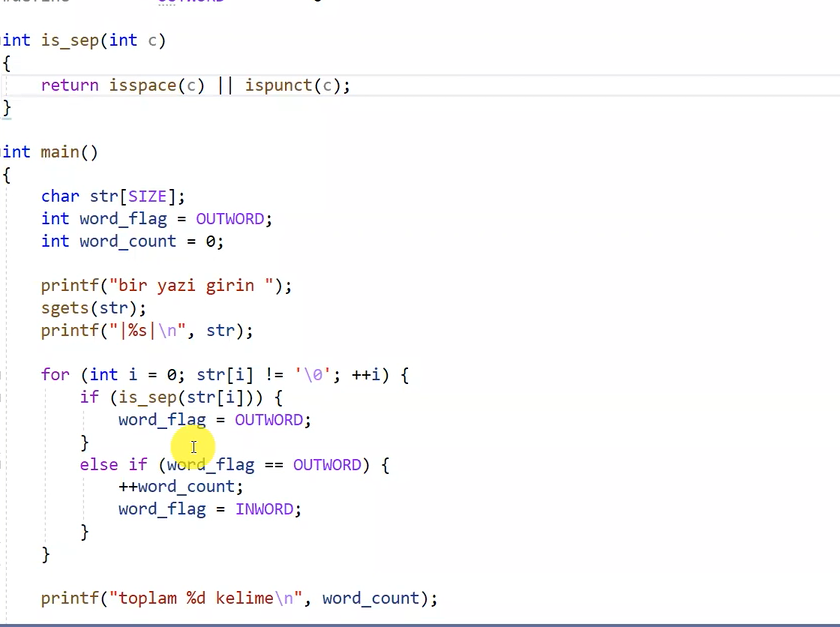 int is_sep(int c)
{
    return isspace(c) || ispunct(c);
}
int main()
{
    char str[SIZE];
    int word_flag = OUTWORD;
    int word_count = 0;
    printf("bir yazi girin ");
    sgets(str);
    printf("|%s|\n", str);
    for (int i = 0; str[i] != '\0'; ++i) {
        if (is_sep(str[i])) {
            word_flag = OUTWORD;
        }
        else if (word_flag == OUTWORD) {
            ++word_count;
            word_flag = INWORD;
        }
    }
    printf("toplam %d kelime\n", word_count);